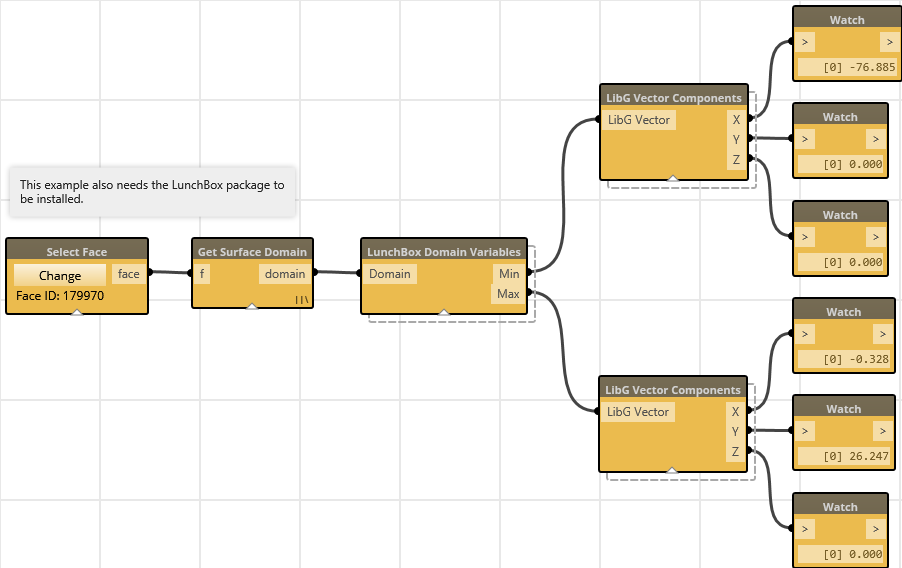 This example also needs the LunchBox package to
be installed.
Select Face
Change
face
Face ID: 179970
Get Surface Domain
f
domain
LunchBox Domain Variables
Domain
Min
Max
LibG Vector Components
LibG Vector
X
Y
Z
Watch
> >
[0] -76.885
Watch
> >
[0] 0.000
Watch
> >
[0] 0.000
LibG Vector Components
LibG Vector
X
Y
Z
Watch
> >
[0] -0.328
Watch
> >
[0] 26.247
Watch
> >
[0] 0.000